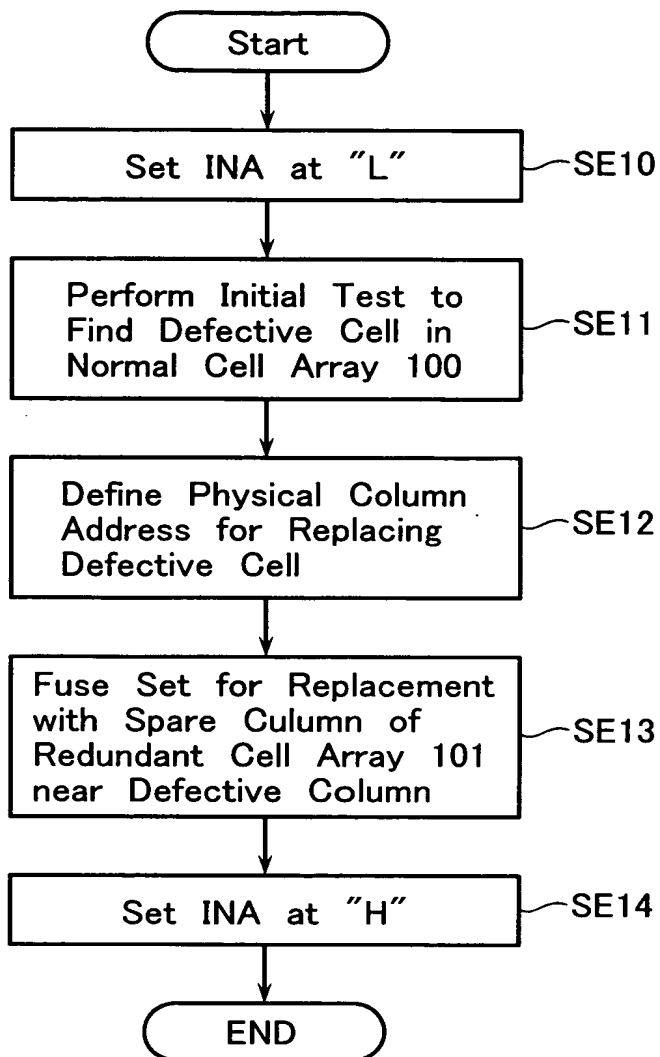 Start
Set INA at "L"
SE10
Perform Initial Test to
Find Defective Cell in
Normal Cell Array 100
SE11
Define Physical Column
Address for Replacing
Defective Cell
SE12
Fuse Set for Replacement
with Spare Culumn of
Redundant Cell Array 101
near Defective Column
SE13
Set INA at "H"
SE14
END